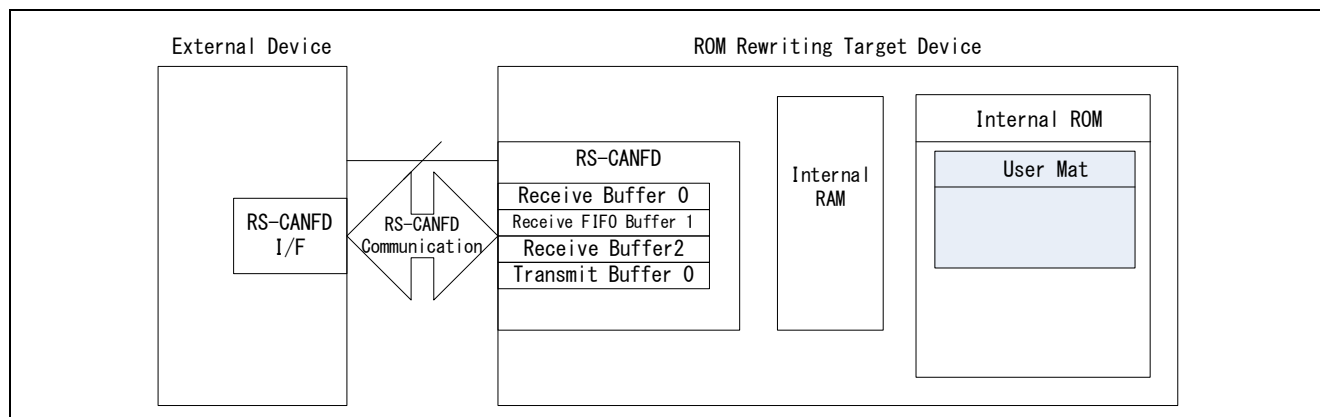 External Device
ROM Rewriting Target Device
RS-CANFD
I/F
RS-CANFD
Communication
RS-CANFD
Receive Buffer 0
Receive FIFO Buffer 1
Receive Buffer2
Transmit Buffer 0
Internal
RAM
Internal ROM
User Mat